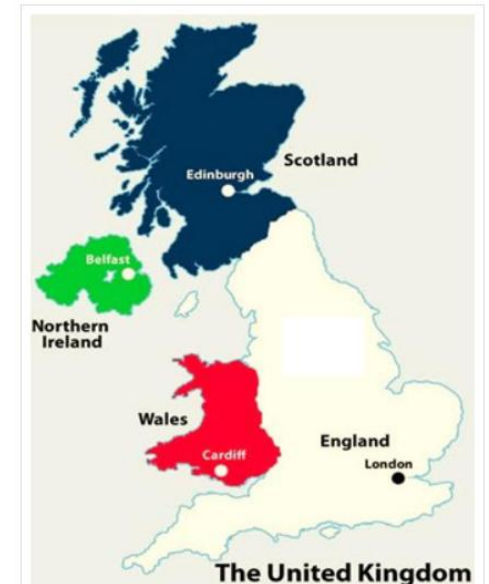 Edinburgh
Scotland
Belfast
Northern
Ireland
Wales
Cardiff
England
London
The United Kingdom